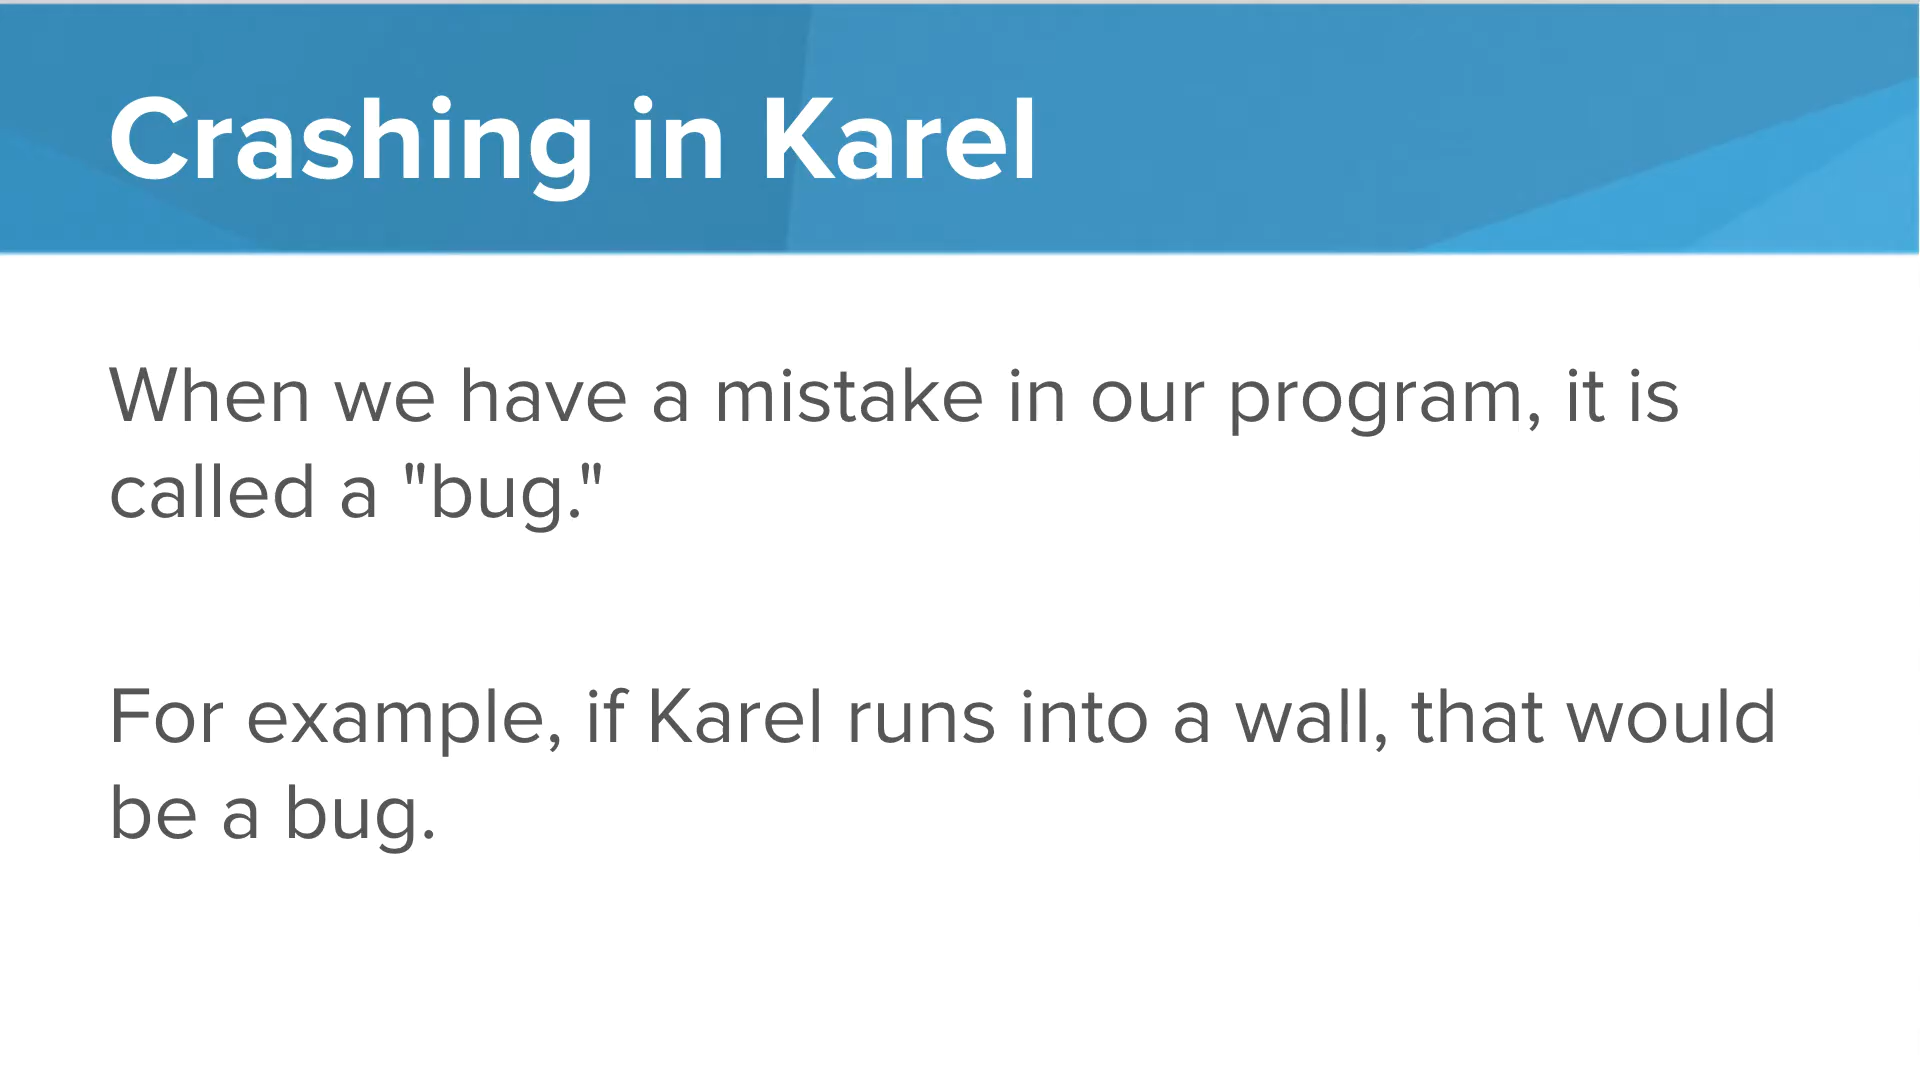 Crashing in Karel
When we have a mistake in our program, it is
called a "bug."
For example, if Karel runs into a wall, that would
be a bug.